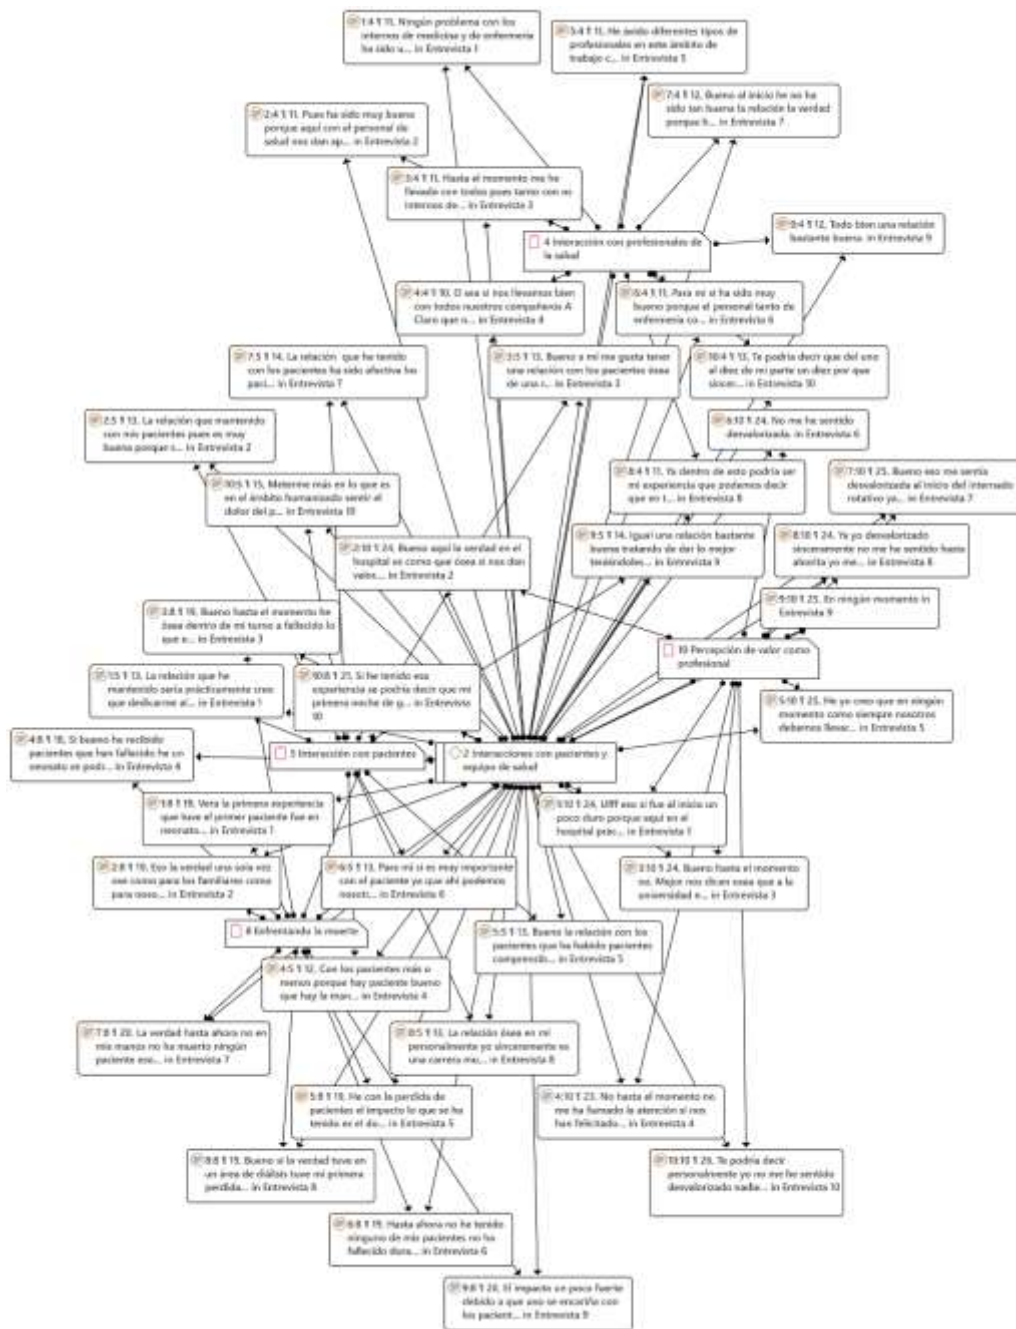 1:4 ¶ 11, Ningún problema con los
internos de medicina y de enfermería
ha sido u... in Entrevista 1
5:4 ¶ 11, He ávido diferentes tipos de
profesionales en este ámbito de
trabajo c... in Entrevista 5
7:4 ¶ 12, Bueno al inicio he no ha
sido tan buena la relación la verdad
porque h... in Entrevista 7
2:4 ¶ 11, Pues ha sido muy bueno
porque aquí con el personal de
salud nos dan ap... in Entrevista 2
3:4 ¶ 11, Hasta el momento me he
llevado con todos pues tanto con
internos de... in Entrevista 3
9:4 ¶ 12, Todo bien una relación
bastante buena. in Entrevista 9
4 Interacción con profesionales de
la salud
4:4 ¶ 10, O sea si nos llevamos bien
con todos nuestros compañeros A
Claro que n... in Entrevista 4
6:4 ¶ 11, Para mi si ha sido muy
bueno porque el personal tanto de
enfermería co... in Entrevista 6
7:5 ¶ 14, La relación que he tenido
con los pacientes ha sido afectiva los
paci... in Entrevista 7
3:5 ¶ 13, Bueno a mí me gusta tener
una relación con los pacientes ósea
de una r... in Entrevista 3
10:4 ¶ 13, Te podría decir que del uno
al diez de mi parte un diez por que
sincer... in Entrevista 10
2:5 ¶ 13, La relación que mantenido
con mis pacientes pues es muy
buena porque s... in Entrevista 2
6:10 ¶ 24, No me he sentido
desvalorizada. in Entrevista 6
10:5 ¶ 15, Meterme más en lo que es
en el ámbito humanizado sentir el
dolor del p... in Entrevista 10
8:4 ¶ 11, Ya dentro de esto podría ser
mi experiencia que podemos decir
que en l... in Entrevista 8
7:10 ¶ 25, Bueno eso me sentía
desvalorizada al inicio del internado
rotativo ya... in Entrevista 7
2:10 ¶ 24, Bueno aquí la verdad en el
hospital es como que ósea si nos dan
valor... in Entrevista 2
9:5 ¶ 14, Igual una relación bastante
buena tratando de dar lo mejor
teniéndoles... in Entrevista 9
8:10 ¶ 24, Ya yo desvalorizado
sinceramente no me he sentido hasta
ahorita yo me... in Entrevista 8
3:8 ¶ 19, Bueno hasta el momento he
ósea dentro de mi turno a fallecido
lo que e... in Entrevista 3
9:10 ¶ 25, En ningún momento in
Entrevista 9
10 Percepción de valor como
profesional
1:5 ¶ 13, La relación que he
mantenido sería prácticamente creo
que dedicarme al... in Entrevista 1
10:8 ¶ 21, Si he tenido esa
experiencia se podría decir que mi
primera noche de g... in Entrevista
10
5:10 ¶ 25, He yo creo que en ningún
momento como siempre nosotros
debemos llevar... in Entrevista 5
4:8 ¶ 18, Si bueno he recibido
pacientes que han fallecido he un
neonato se pods... in Entrevista 4
5 Interacción con pacientes
2 Interacciones con pacientes y
equipo de salud
1:8 ¶ 19, Vera la primera experiencia
que tuve el primer paciente fue en
neonato... in Entrevista 1
1:10 ¶ 24, Ufff eso si fue al inicio un
poco duro porque aquí en el
hospital prác... in Entrevista 1
2:8 ¶ 19, Eso la verdad una sola vez
ose como para los familiares como
para noso... in Entrevista 2
6:5 ¶ 13, Para mi si es muy importante
con el paciente ya que ahí podemos
nosotr... in Entrevista 6
3:10 ¶ 24, Bueno hasta el momento
no. Mejor nos dicen osea que a la
universidad e... in Entrevista 3
8 Enfrentando la muerte
5:5 ¶ 13, Bueno la relación con los
pacientes que ha habido pacientes
comprendis... in Entrevista 5
4:5 ¶ 12, Con los pacientes más o
menos porque hay paciente bueno
que hay la man... in Entrevista 4
7:8 ¶ 20, La verdad hasta ahora no en
mis manos no ha muerto ningún
paciente eso... in Entrevista 7
8:5 ¶ 13, La relación ósea en mi
personalmente yo sinceramente es
una carrera mu... in Entrevista 8
5:8 ¶ 19, He con la perdida de
pacientes el impacto lo que se ha
tenido es el do... in Entrevista 5
4:10 ¶ 23, No hasta el momento no
me ha llamado la atención si nos
han felicitado... in Entrevista 4
8:8 ¶ 19, Bueno si la verdad tuve en
un área de diálisis tuve mi primera
perdida... in Entrevista 8
10:10 ¶ 26, Te podría decir
personalmente yo no me he sentido
desvalorizado nadie... in Entrevista 10
6:8 ¶ 19, Hasta ahora no he tenido
ninguno de mis pacientes no ha
fallecido dura... in Entrevista 6
9:8 ¶ 20, El impacto un poco fuerte
debido a que uno se encariña con
los pacient... in Entrevista 9